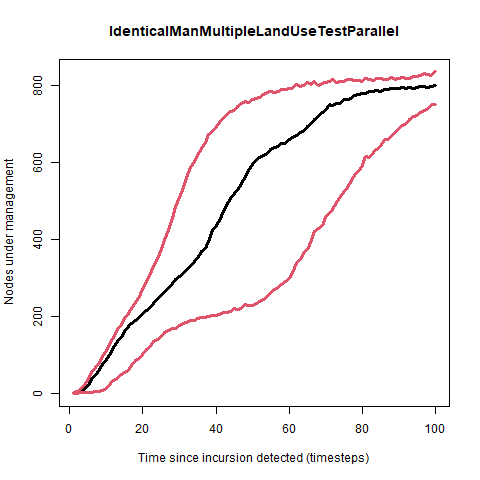 IdenticalManMultipleLandUseTestParallel
Nodes under management
800
600
400
200
0
0 20 40 60 80 100
Time since incursion detected (timesteps)